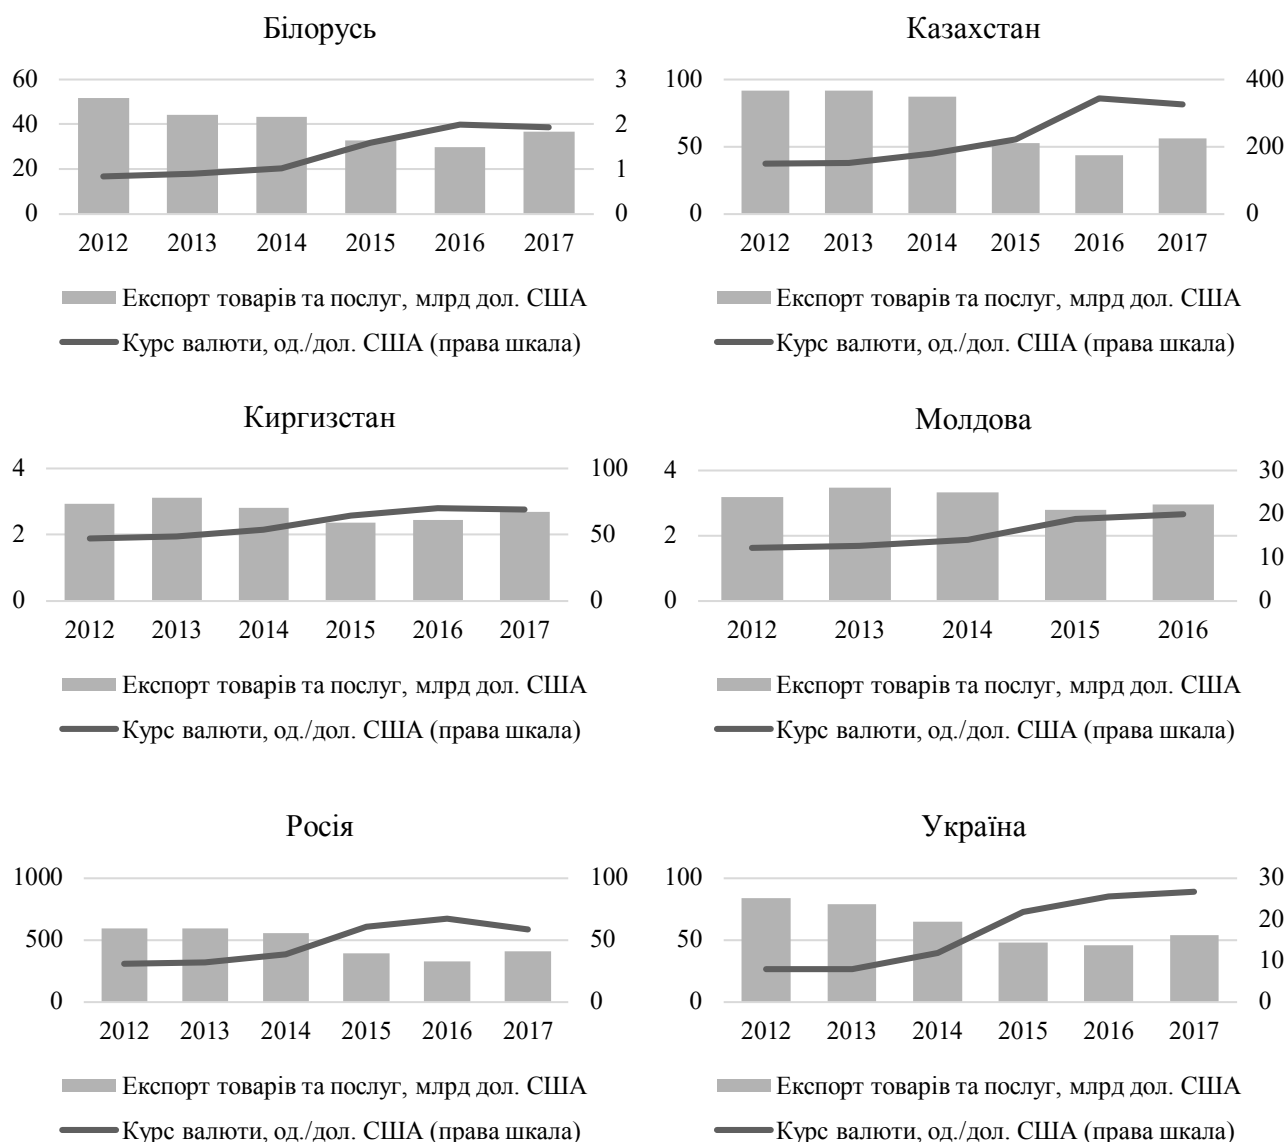 Білорусь
60 3
40 2
20 1
0 0
2012 2013 2014 2015 2016 2017
Експорт товарів та послуг, млрд дол. США
Курс валюти, од./дол. США (права шкала)
Казахстан
100 400
50 200
0 0
2012 2013 2014 2015 2016 2017
Експорт товарів та послуг, млрд дол. США
Курс валюти, од./дол. США (права шкала)
Киргизстан
4 100
2 50
0 0
2012 2013 2014 2015 2016 2017
Експорт товарів та послуг, млрд дол. США
Курс валюти, од./дол. США (права шкала)
Молдова
4 30
20
2 10
0 0
2012 2013 2014 2015 2016
Експорт товарів та послуг, млрд дол. США
Курс валюти, од./дол. США (права шкала)
Росія
1000 100
500 50
0 0
2012 2013 2014 2015 2016 2017
Експорт товарів та послуг, млрд дол. США
Курс валюти, од./дол. США (права шкала)
Україна
100 30
20
50 10
0 0
2012 2013 2014 2015 2016 2017
Експорт товарів та послуг, млрд дол. США
Курс валюти, од./дол. США (права шкала)